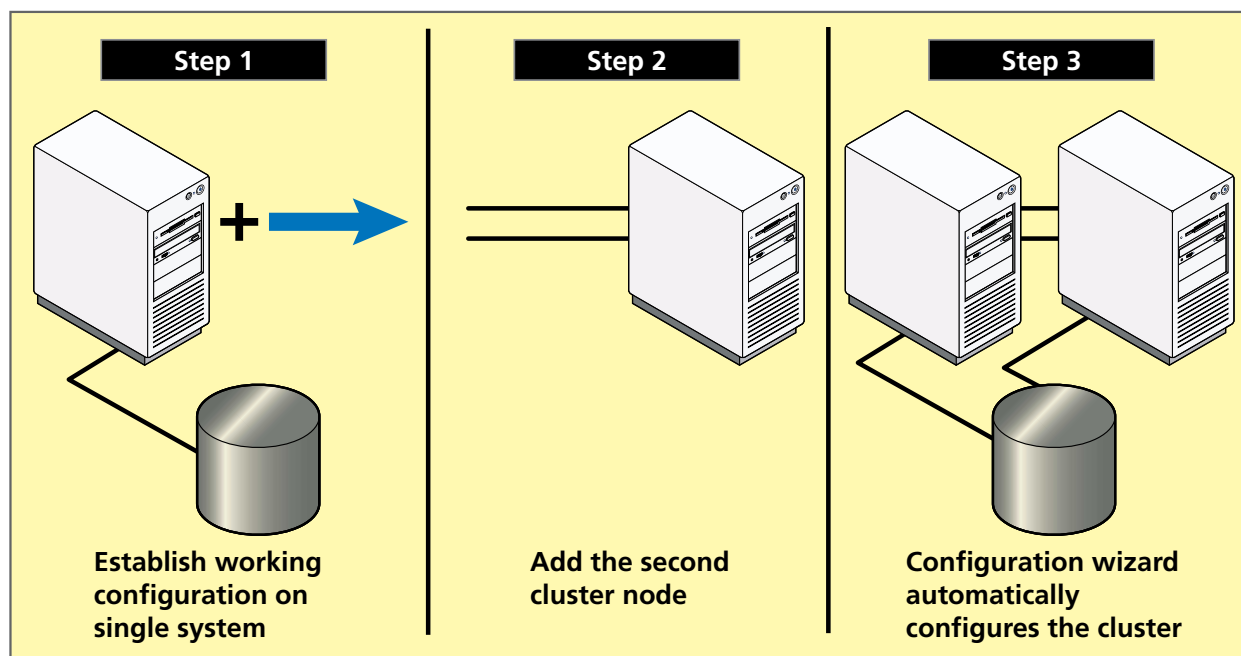 Step 1
Establish working
configuration on
single system
Step 2
Add the second
cluster node
Step 3
Configuration wizard
automatically
configures the cluster